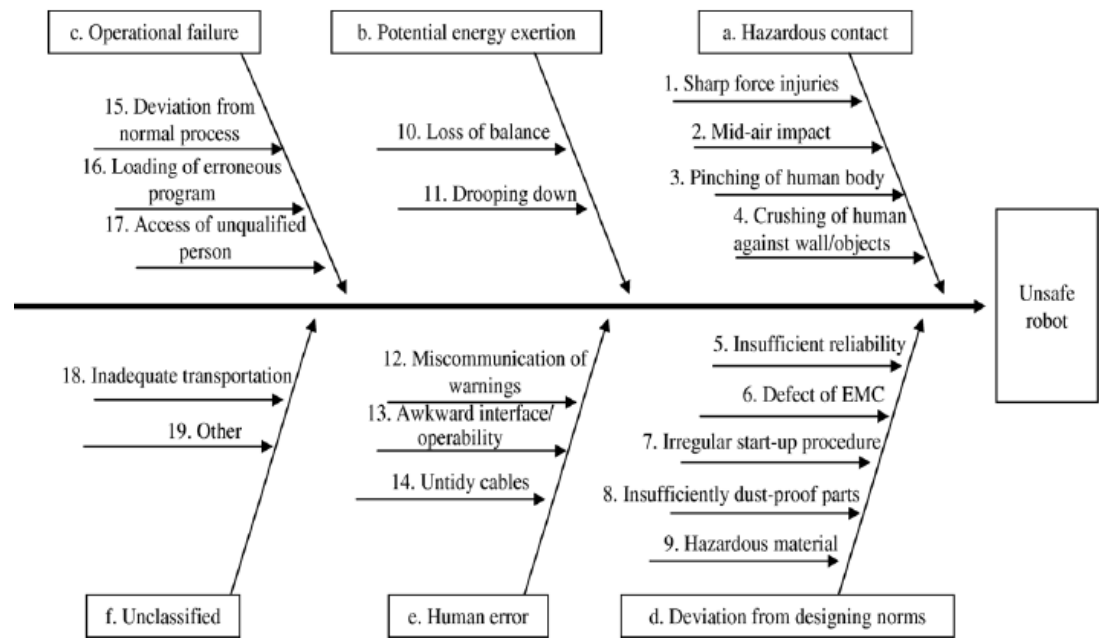 c. Operational failure
b. Potential energy exertion
a. Hazardous contact
15. Deviation from
normal process
16. Loading of erroneous
program
17. Access of unqualified
person
10. Loss of balance
11. Drooping down
1. Sharp force injuries
2. Mid-air impact
3. Pinching of human body
4. Crushing of human
against wall/objects
Unsafe
robot
18. Inadequate transportation
19. Other
12. Miscommunication of
warnings
13. Awkward interface/
operability
14. Untidy cables
5. Insufficient reliability
6. Defect of EMC
7. Irregular start-up procedure
8. Insufficiently dust-proof parts
9. Hazardous material
f. Unclassified
e. Human error
d. Deviation from designing norms